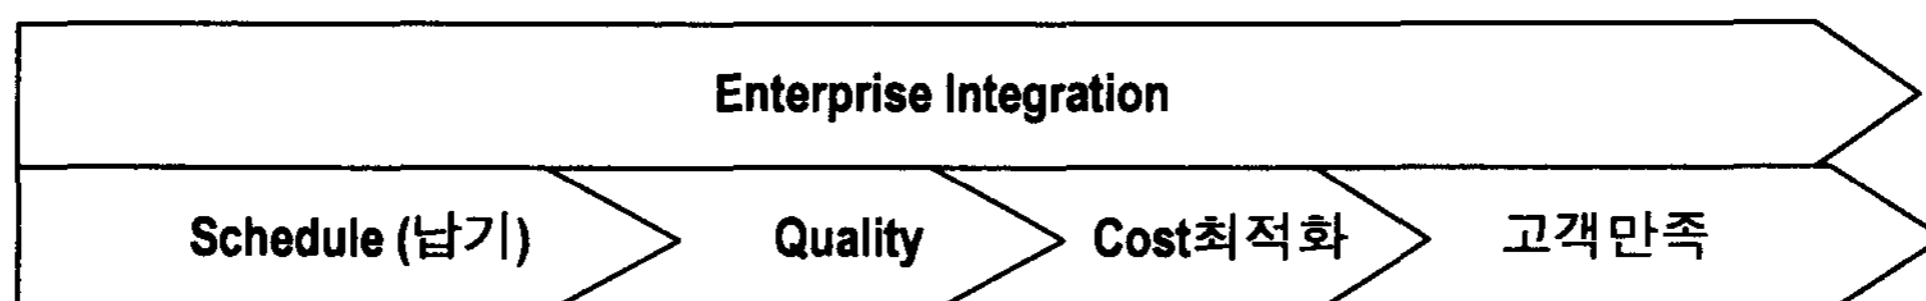 Enterprise Integration
Schedule (납기) Quality Cost최적화 고객만족